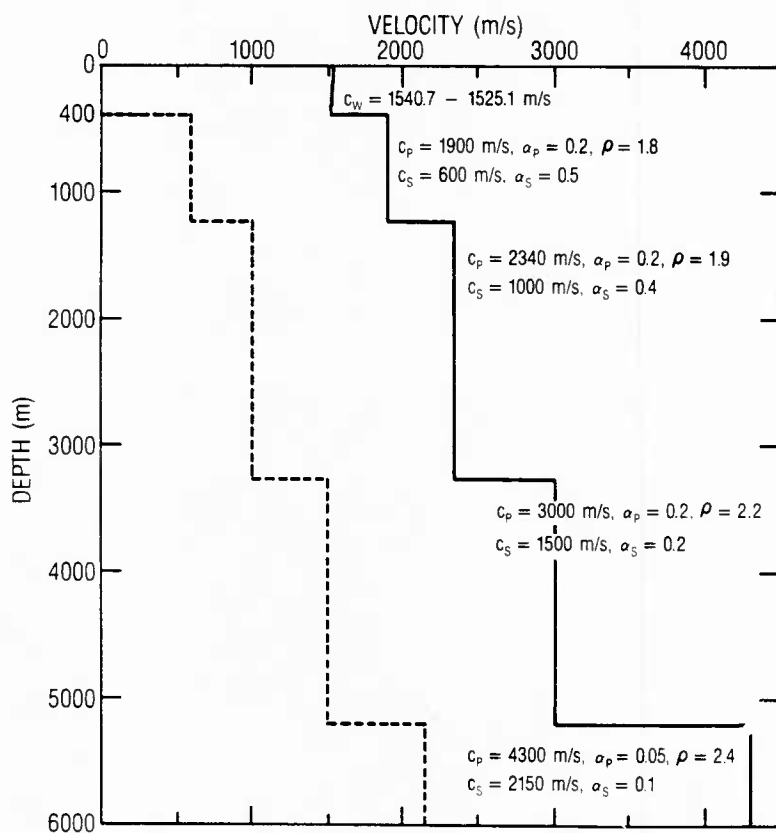 VELOCITY (m/s)
0 1000 2000 3000 4000
0
400
1000
2000
3000
4000
5000
6000
DEPTH (m)
c_W = 1540.7 – 1525.1 m/s
c_P = 1900 m/s, α_P = 0.2, ρ = 1.8
c_S = 600 m/s, α_S = 0.5
c_P = 2340 m/s, α_P = 0.2, ρ = 1.9
c_S = 1000 m/s, α_S = 0.4
c_P = 3000 m/s, α_P = 0.2, ρ = 2.2
c_S = 1500 m/s, α_S = 0.2
c_P = 4300 m/s, α_P = 0.05, ρ = 2.4
c_S = 2150 m/s, α_S = 0.1